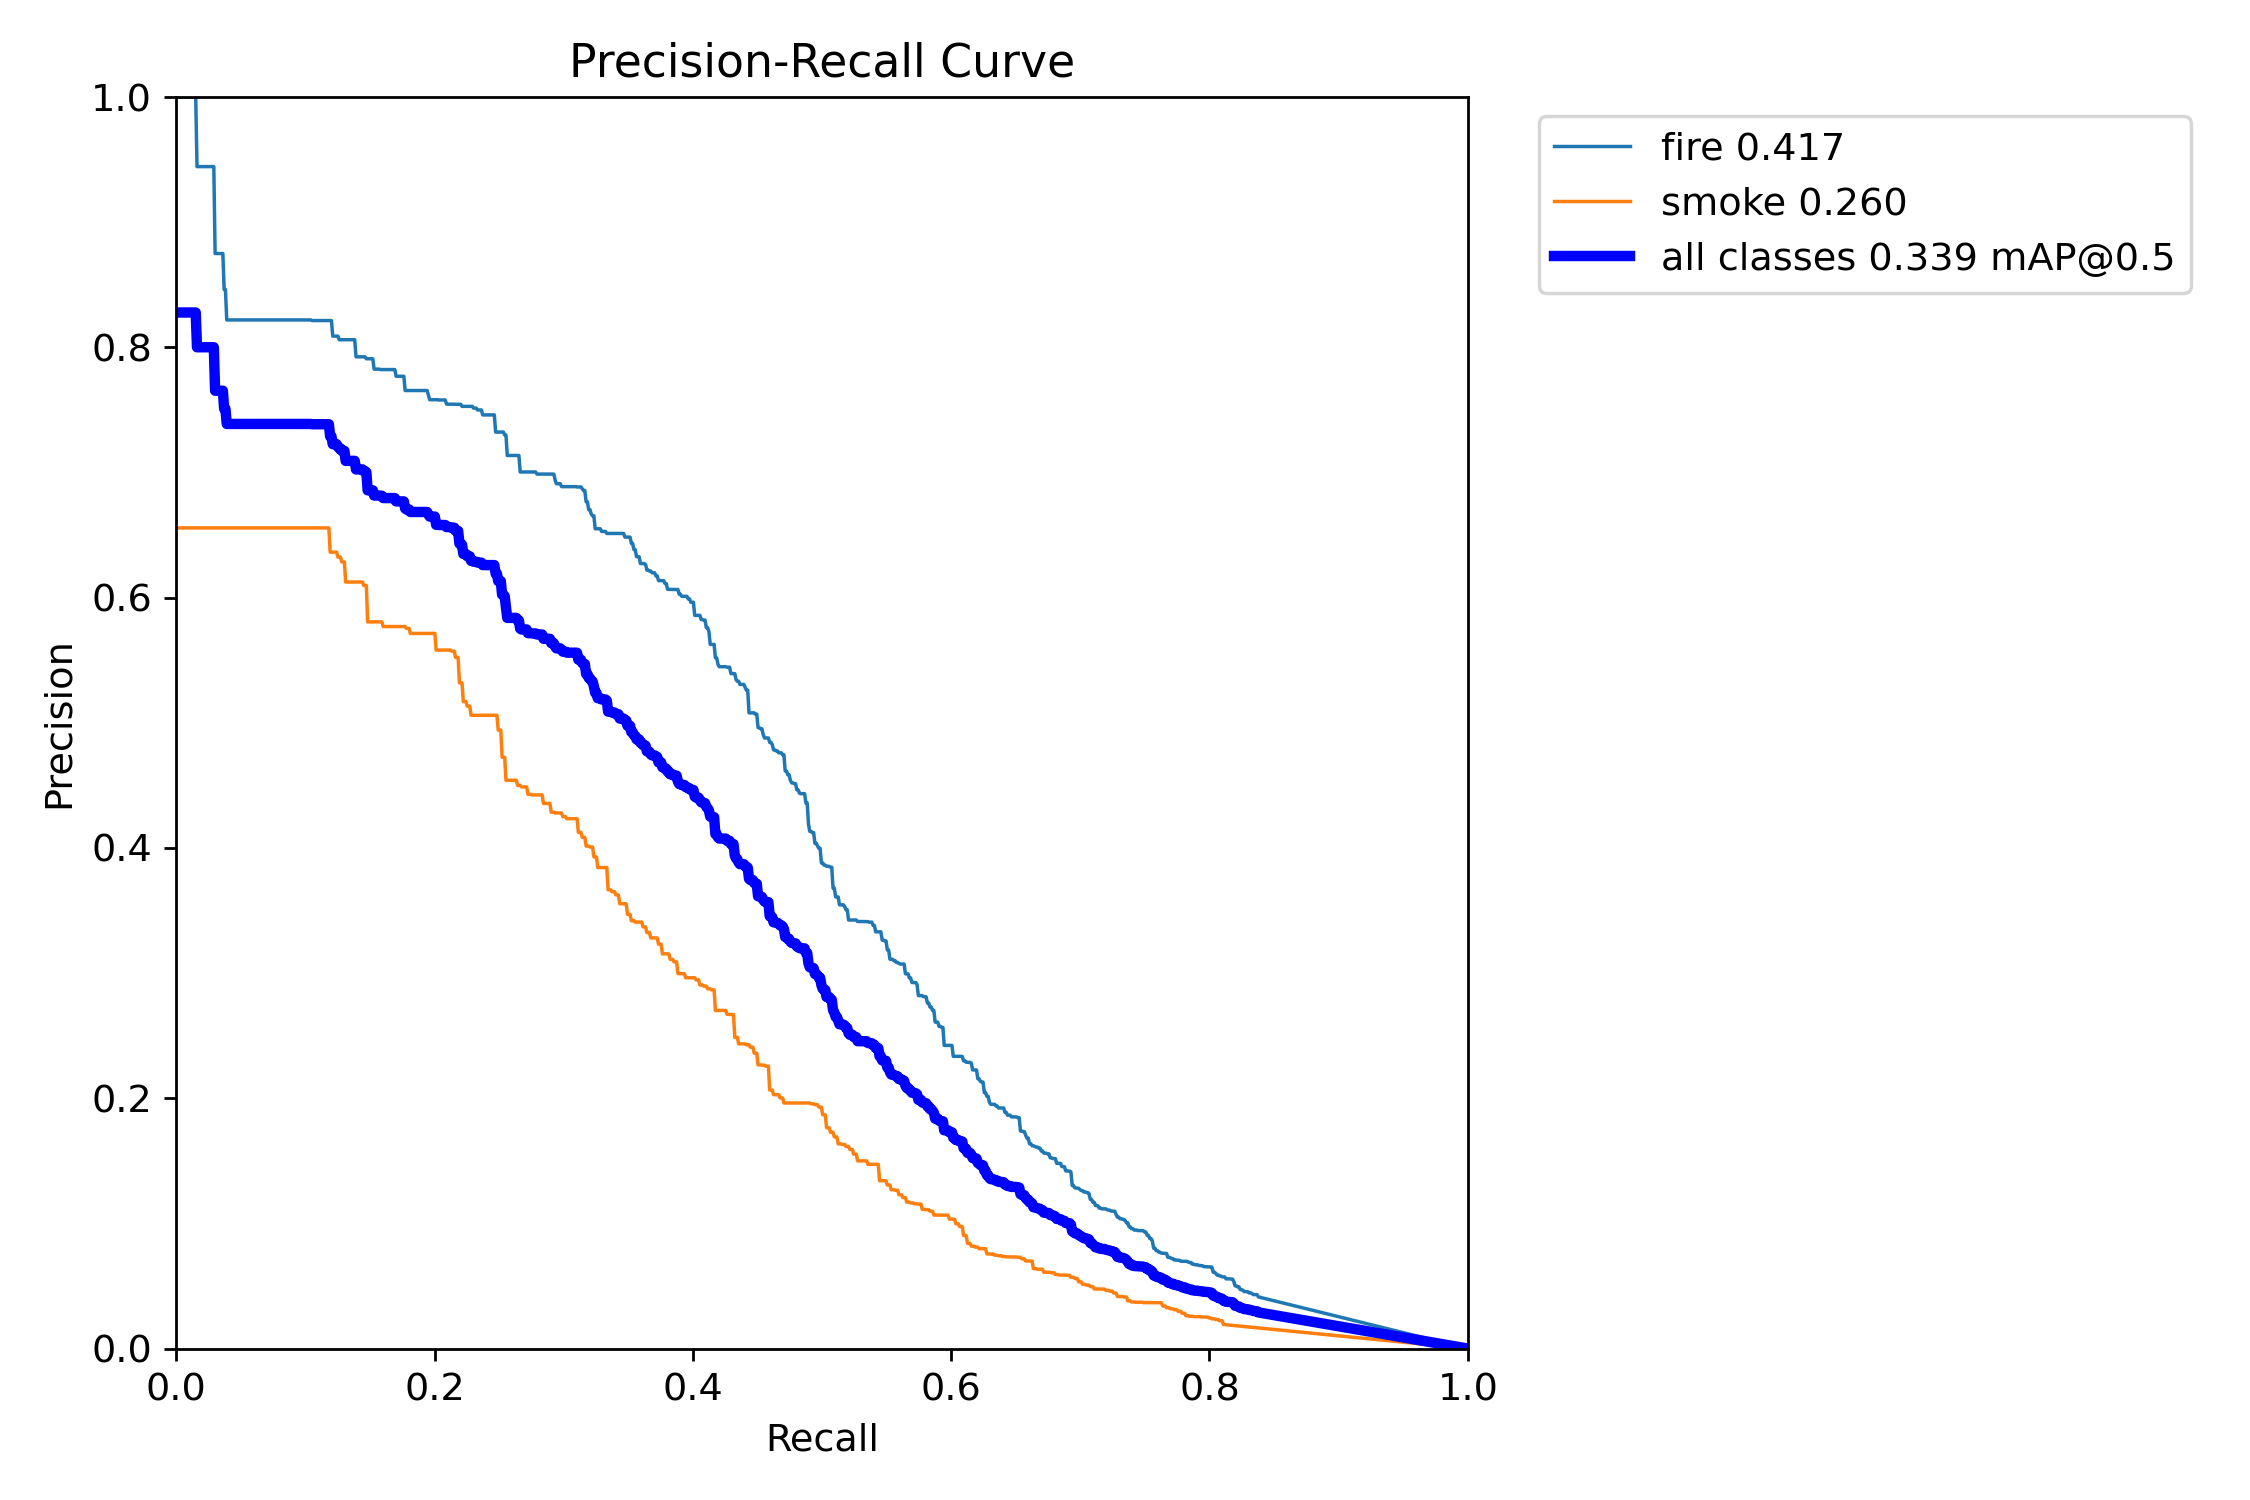 Precision-Recall Curve
1.0
0.8
0.6
0.4
0.2
0.0
Precision
0.0 0.2 0.4 0.6 0.8 1.0
Recall
fire 0.417
smoke 0.260
all classes 0.339 mAP@0.5